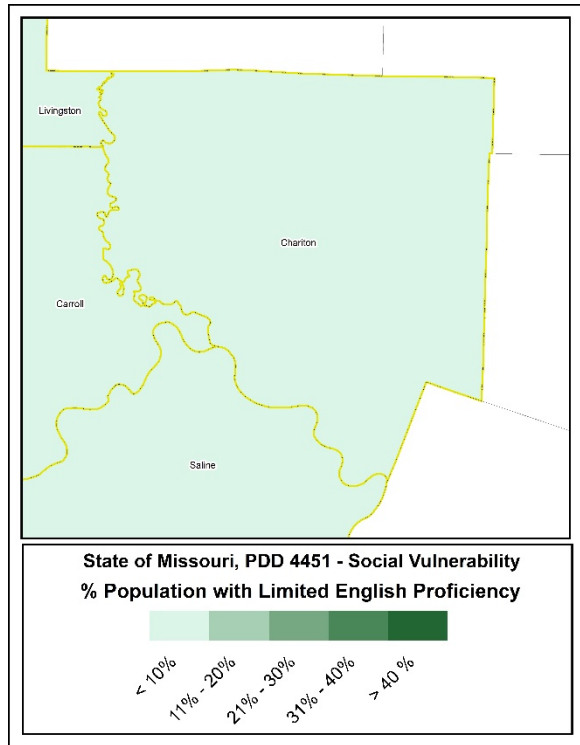 Livingston
Chariton
Carroll
Saline
State of Missouri, PDD 4451 - Social Vulnerability
% Population with Limited English Proficiency
< 10%
11% - 20%
21% - 30%
31% - 40%
> 40 %